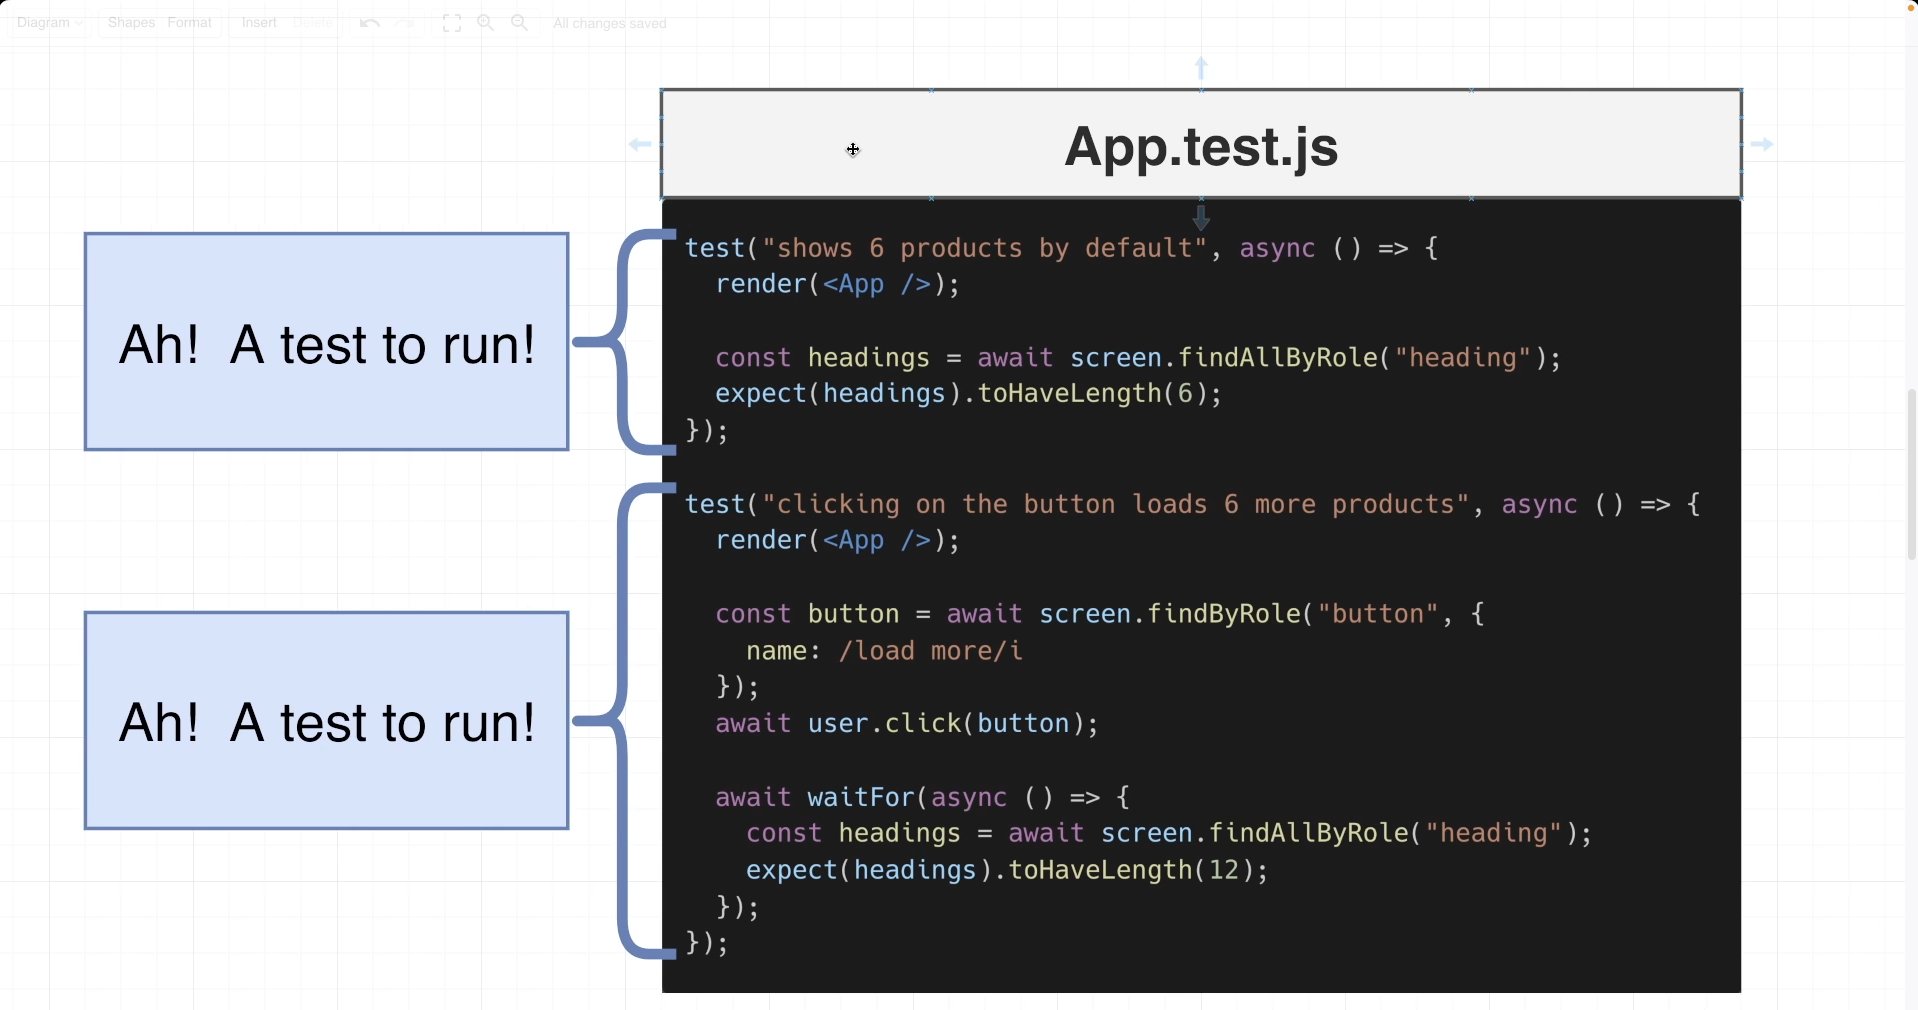 Diagram Shapes Format Insert Delete All changes saved
App.test.js
Ah! A test to run!
test("shows 6 products by default", async () => {
  render(<App />);
  const headings = await screen.findAllByRole("heading");
  expect(headings).toHaveLength(6);
});
Ah! A test to run!
test("clicking on the button loads 6 more products", async () => {
  render(<App />);
  const button = await screen.findByRole("button", {
    name: /load more/i
  });
  await user.click(button);
  await waitFor(async () => {
    const headings = await screen.findAllByRole("heading");
    expect(headings).toHaveLength(12);
  });
});